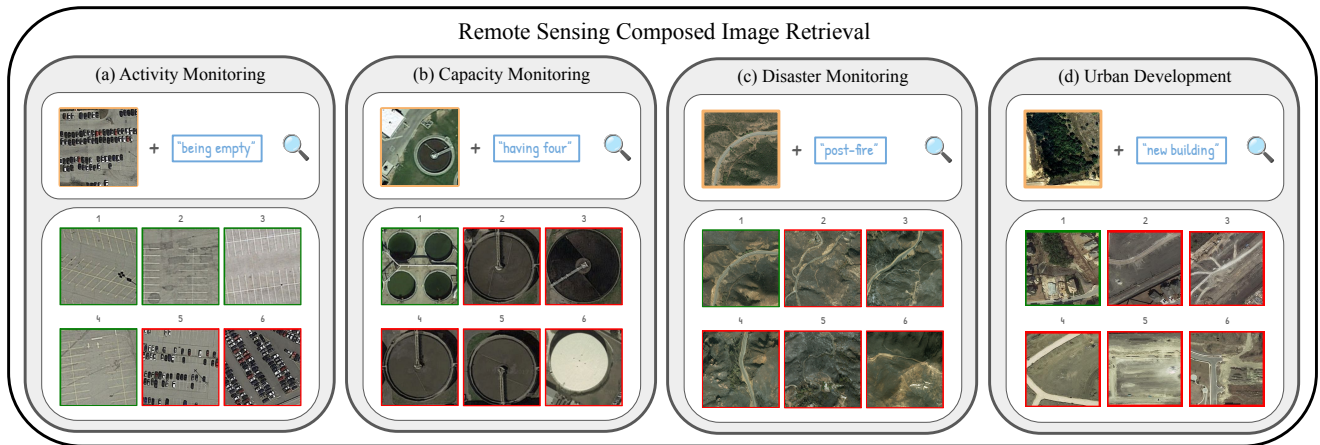 Remote Sensing Composed Image Retrieval
(a) Activity Monitoring
+ "being empty"
1 2 3
4 5 6
(b) Capacity Monitoring
+ "having four"
1 2 3
4 5 6
(c) Disaster Monitoring
+ "post-fire"
1 2 3
4 5 6
(d) Urban Development
+ "new building"
1 2 3
4 5 6